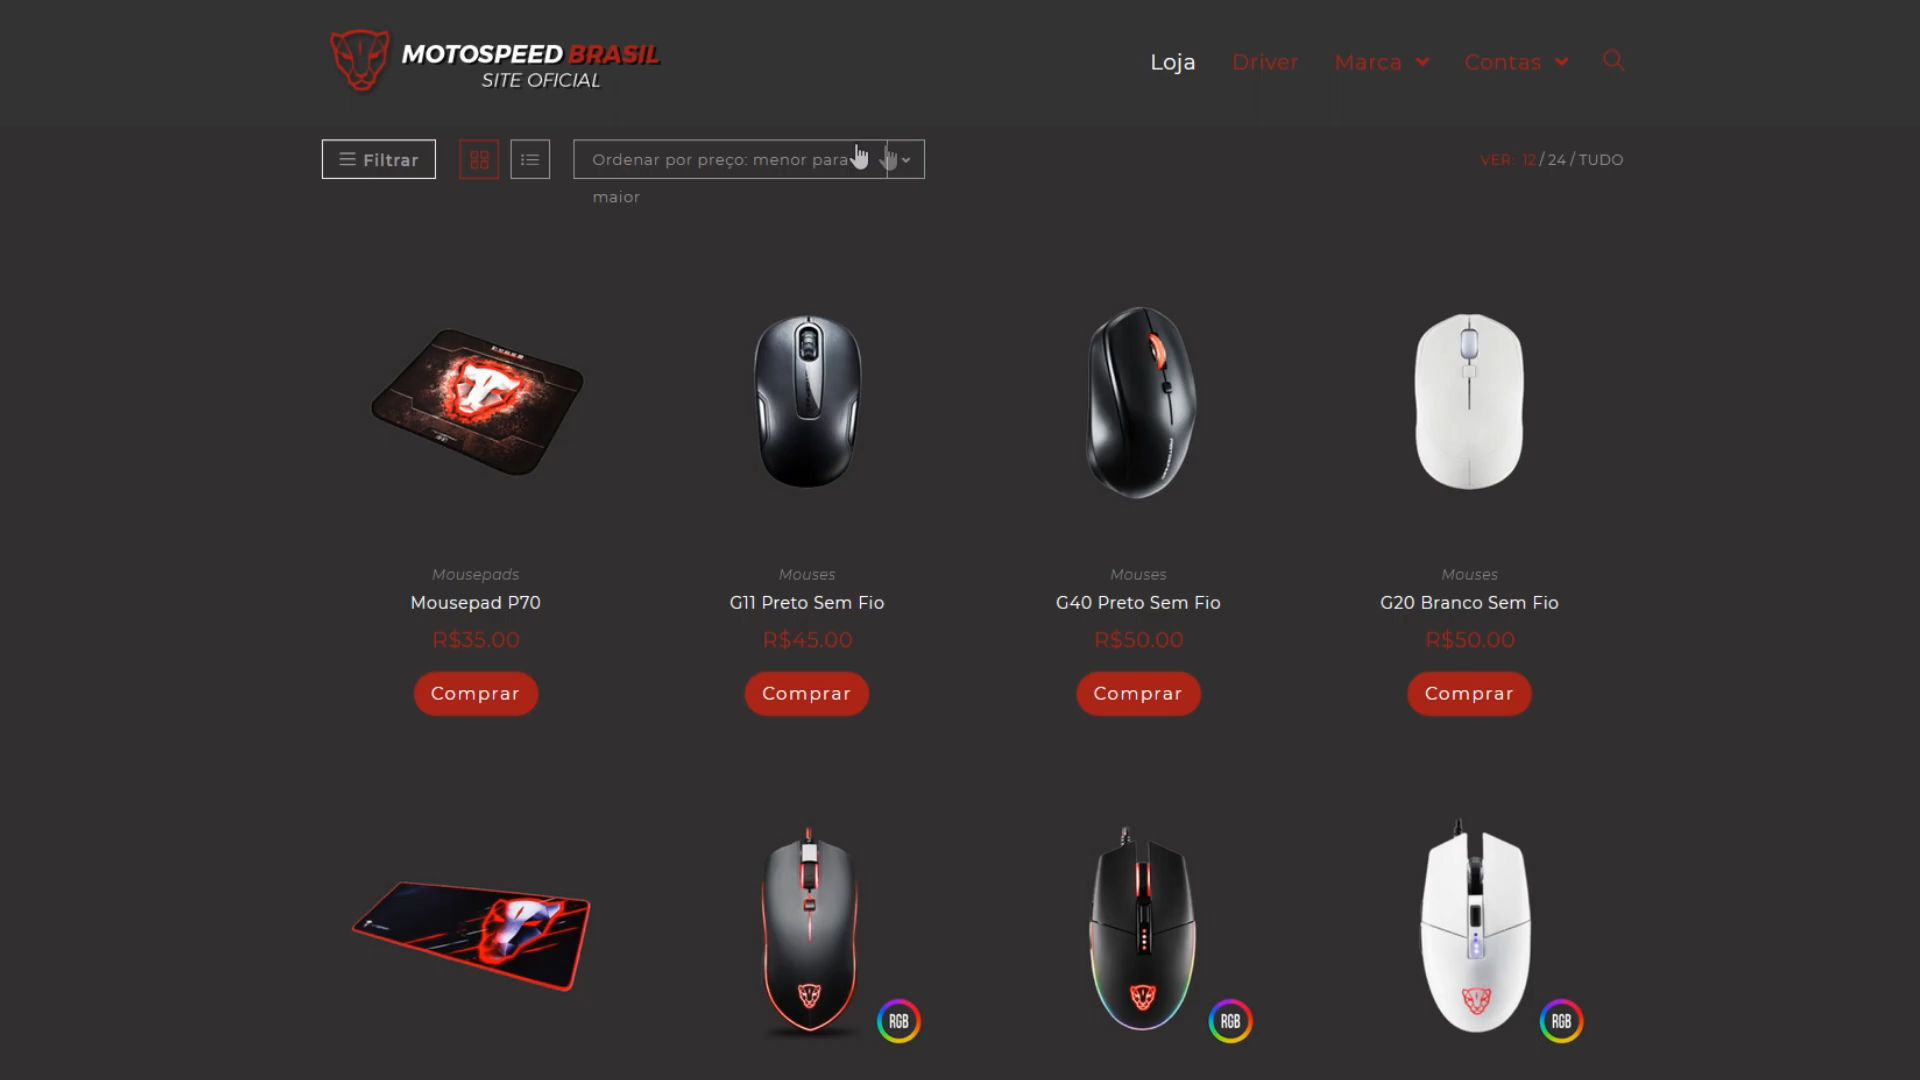 MOTOSPEED BRASIL
SITE OFICIAL
Loja
Driver
Marca
Contas
Filtrar
Ordenar por preço: menor para
maior
VER: 12 / 24 / TUDO
Mousepads
Mousepad P70
R$35.00
Comprar
Mouses
G11 Preto Sem Fio
R$45.00
Comprar
Mouses
G40 Preto Sem Fio
R$50.00
Comprar
Mouses
G20 Branco Sem Fio
R$50.00
Comprar
RGB
RGB
RGB